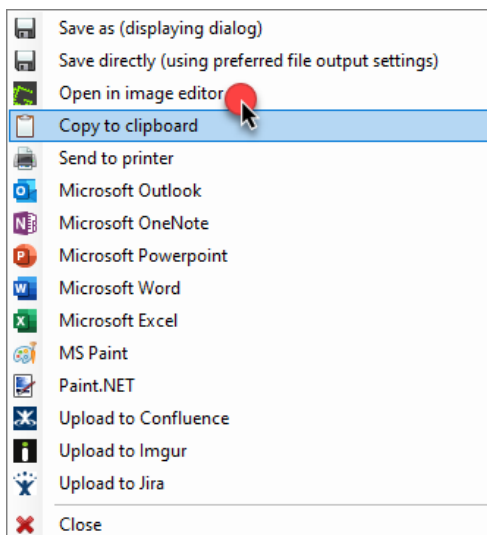 Save as (displaying dialog)
Save directly (using preferred file output settings)
Open in image editor
Copy to clipboard
Send to printer
Microsoft Outlook
Microsoft OneNote
Microsoft Powerpoint
Microsoft Word
Microsoft Excel
MS Paint
Paint.NET
Upload to Confluence
Upload to Imgur
Upload to Jira
Close